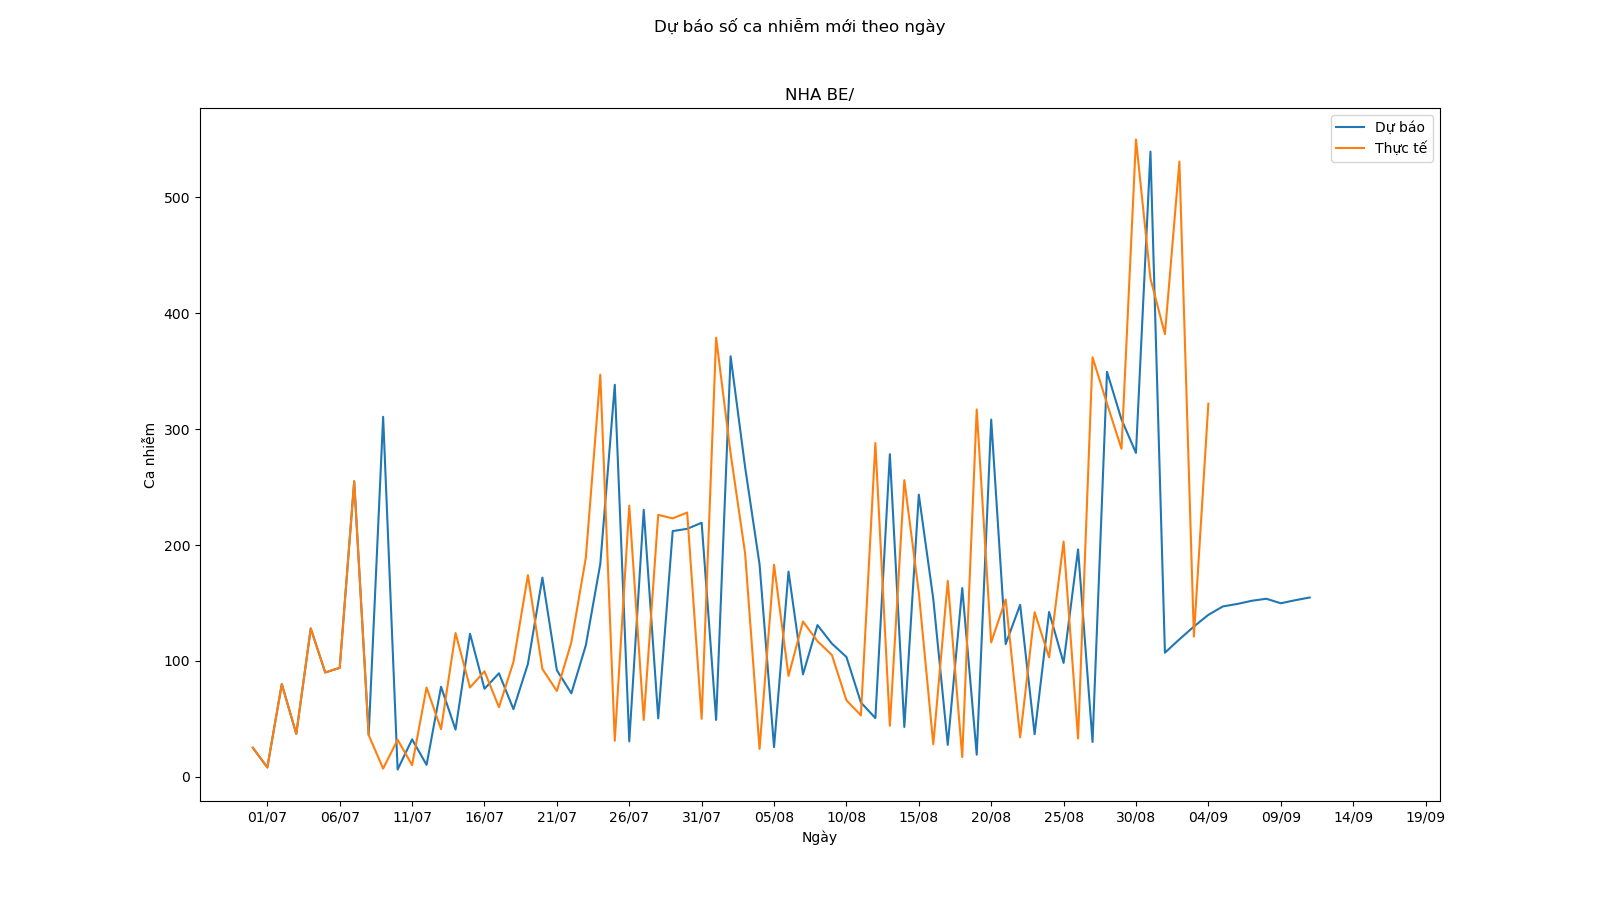 Dự báo số ca nhiễm mới theo ngày
NHA BE/
Dự báo
Thực tế
500
400
300
200
100
0
Ca nhiễm
01/07 06/07 11/07 16/07 21/07 26/07 31/07 05/08 10/08 15/08 20/08 25/08 30/08 04/09 09/09 14/09 19/09
Ngày